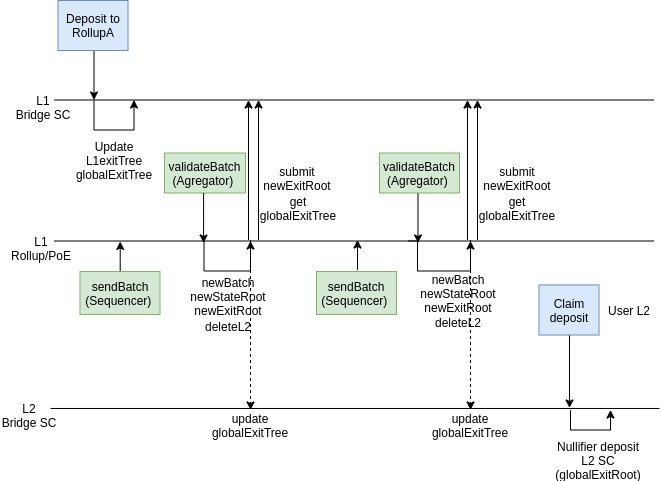 Deposit to
RollupA
L1
Bridge SC
Update
L1exitTree
globalExitTree
validateBatch
(Agregator)
submit
newExitRoot
get
globalExitTree
validateBatch
(Agregator)
submit
newExitRoot
get
globalExitTree
L1
Rollup/PoE
sendBatch
(Sequencer)
newBatch
newStateRoot
newExitRoot
deleteL2
sendBatch
(Sequencer)
newBatch
newStateRoot
newExitRoot
deleteL2
Claim
deposit
User L2
L2
Bridge SC
update
globalExitTree
update
globalExitTree
Nullifier deposit
L2 SC
(globalExitRoot)